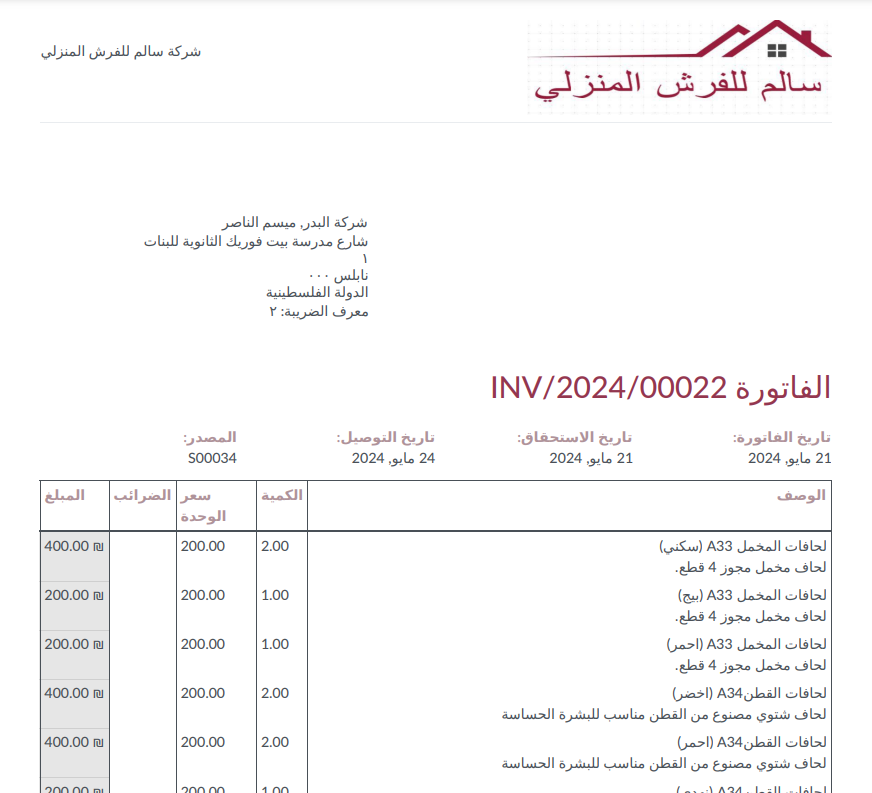 سالم للفرش المنزلي
شركة سالم للفرش المنزلي
شركة البدر, ميسم الناصر
شارع مدرسة بيت فوريك الثانوية للبنات
١
نابلس ٠٠٠
الدولة الفلسطينية
معرف الضريبة: ٢
الفاتورة INV/2024/00022
تاريخ الفاتورة: تاريخ الاستحقاق: تاريخ التوصيل: المصدر:
21 مايو, 2024 21 مايو, 2024 24 مايو, 2024 S00034
الوصف الكمية سعر الوحدة الضرائب المبلغ
لحافات المخمل A33 (سكني) 2.00 200.00 400.00 ₪
لحاف مخمل مجوز 4 قطع.
لحافات المخمل A33 (بيج) 1.00 200.00 200.00 ₪
لحاف مخمل مجوز 4 قطع.
لحافات المخمل A33 (احمر) 1.00 200.00 200.00 ₪
لحاف مخمل مجوز 4 قطع.
لحافات القطنA34 (اخضر) 2.00 200.00 400.00 ₪
لحاف شتوي مصنوع من القطن مناسب للبشرة الحساسة
لحافات القطنA34 (احمر) 2.00 200.00 400.00 ₪
لحاف شتوي مصنوع من القطن مناسب للبشرة الحساسة
لحافات القطنA34 1.00 200.00 200.00 ₪